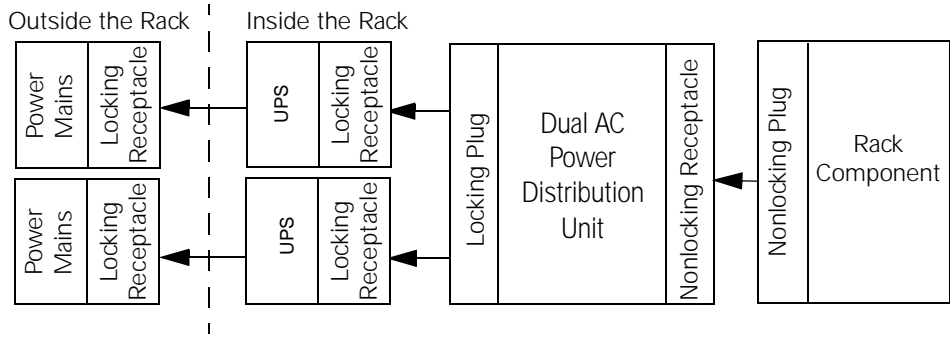 Outside the Rack
Inside the Rack
Power
Mains
Locking
Receptacle
UPS
Locking
Receptacle
Locking Plug
Dual AC
Power
Distribution
Unit
Nonlocking Receptacle
Nonlocking Plug
Rack
Component
Power
Mains
Locking
Receptacle
UPS
Locking
Receptacle